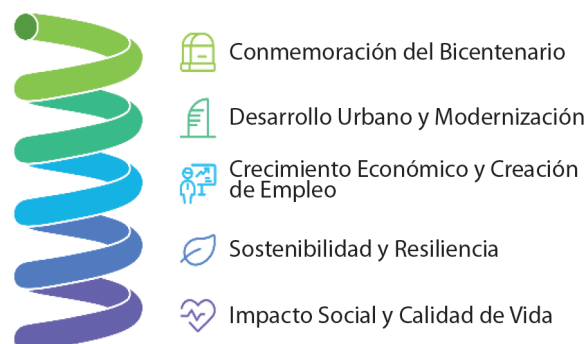 Conmemoración del Bicentenario
Desarrollo Urbano y Modernización
Crecimiento Económico y Creación
de Empleo
Sostenibilidad y Resiliencia
Impacto Social y Calidad de Vida